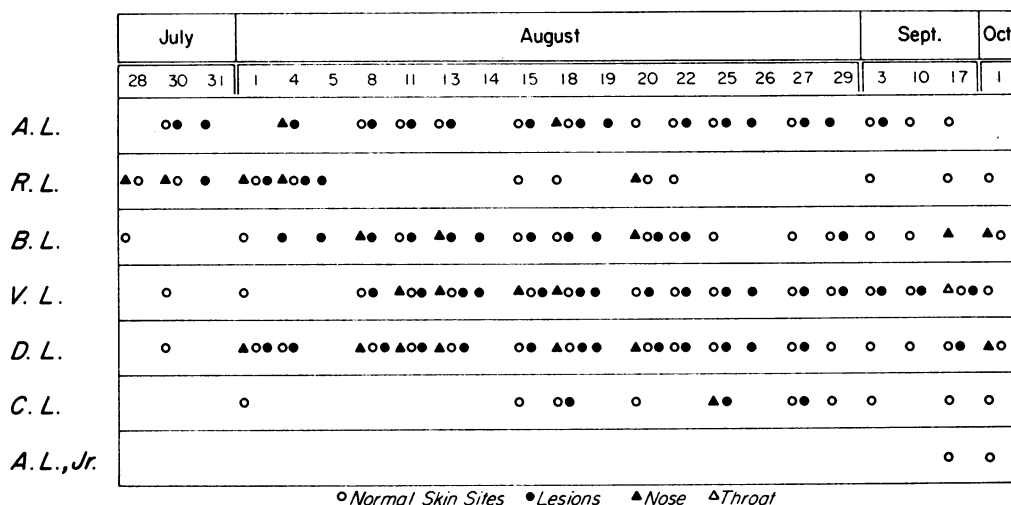 July August Sept. Oct
28 30 31 1 4 5 8 11 13 14 15 18 19 20 22 25 26 27 29 3 10 17 1
A.L.
R.L.
B.L.
V.L.
D.L.
C.L.
A.L.,Jr.
Normal Skin Sites Lesions Nose Throat